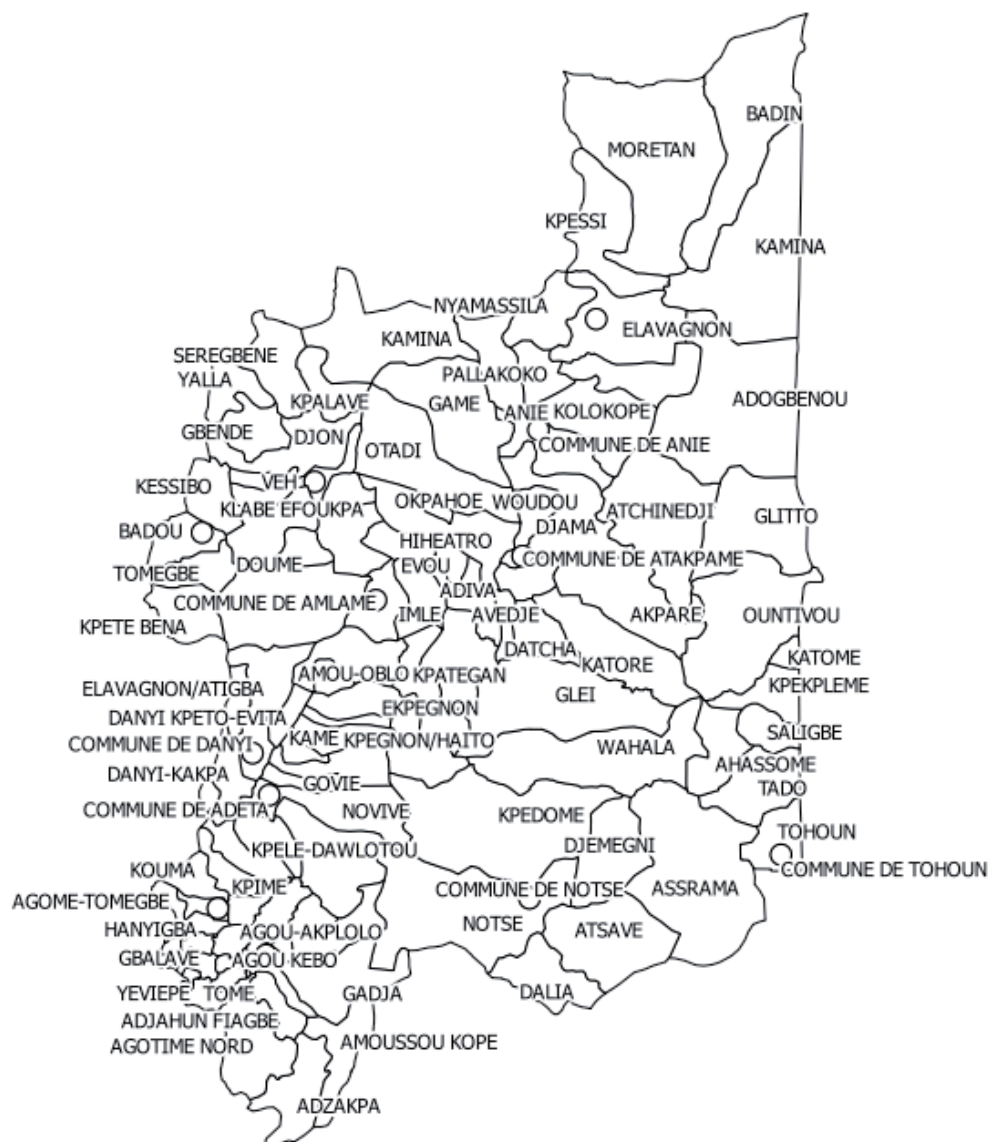 BADIN
MORETAN
KPESSI
KAMINA
NYAMASSILA
ELAVAGNON
KAMINA
SEREGBENE
PALLAKOKO
YALLA
KPALAVE
GAME
ADOGBENOU
ANIE
KOLOKOPE
GBENDE
DJON
COMMUNE DE ANIE
OTADI
VEH
KESSIBO
OKPAHOE
WOUDOU
KLABE EFOUKPA
ATCHINEDJI
GLITTO
BADOU
DJAMA
HIHEATRO
DOUME
EVOU
COMMUNE DE ATAKPAME
TOMEGBE
ADIVA
COMMUNE DE AMLAME
IMLE
AVEDJE
AKPARE
OUNTIVOU
KPETE BENA
DATCHA
KATORE
KATOME
AMOU-OBLO
KPATEGAN
ELAVAGNON/ATIGBA
GLEI
KPEKPLEME
EKPEGNON
DANYI KPETO-EVITA
SALIGBE
KAME
KPEGNON/HAITO
COMMUNE DE DANYI
WAHALA
AHASSOME
DANYI-KAKPA
GOVIE
TADO
COMMUNE DE ADETA
NOVIVE
KPEDOME
TOHOUN
KPELE-DAWLOTOU
DJEMEGNI
KOUMA
COMMUNE DE TOHOUN
KPIME
COMMUNE DE NOTSE
ASSRAMA
AGOME-TOMEGBE
NOTSE
HANYIGBA
AGOU-AKPLOLO
ATSAVE
GBALAVE
AGOU KEBO
YEVIEPE
TOME
GADJA
DALIA
ADJAHUN FIAGBE
AGOTIME NORD
AMOUSSOU KOPE
ADZAKPA